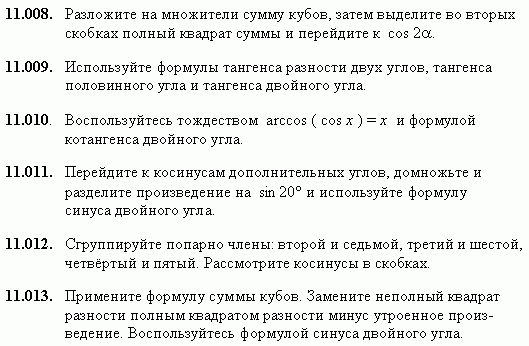 11.008. Разложите на множители сумму кубов, затем выделите во вторых
скобках полный квадрат суммы и перейдите к cos 2α.
11.009. Используйте формулы тангенса разности двух углов, тангенса
половинного угла и тангенса двойного угла.
11.010. Воспользуйтесь тождеством arccos ( cos x ) = x и формулой
котангенса двойного угла.
11.011. Перейдите к косинусам дополнительных углов, домножьте и
разделите произведение на sin 20° и используйте формулу
синуса двойного угла.
11.012. Сгруппируйте попарно члены: второй и седьмой, третий и шестой,
четвёртый и пятый. Рассмотрите косинусы в скобках.
11.013. Примените формулу суммы кубов. Замените неполный квадрат
разности полным квадратом разности минус утроенное произ-
ведение. Воспользуйтесь формулой синуса двойного угла.